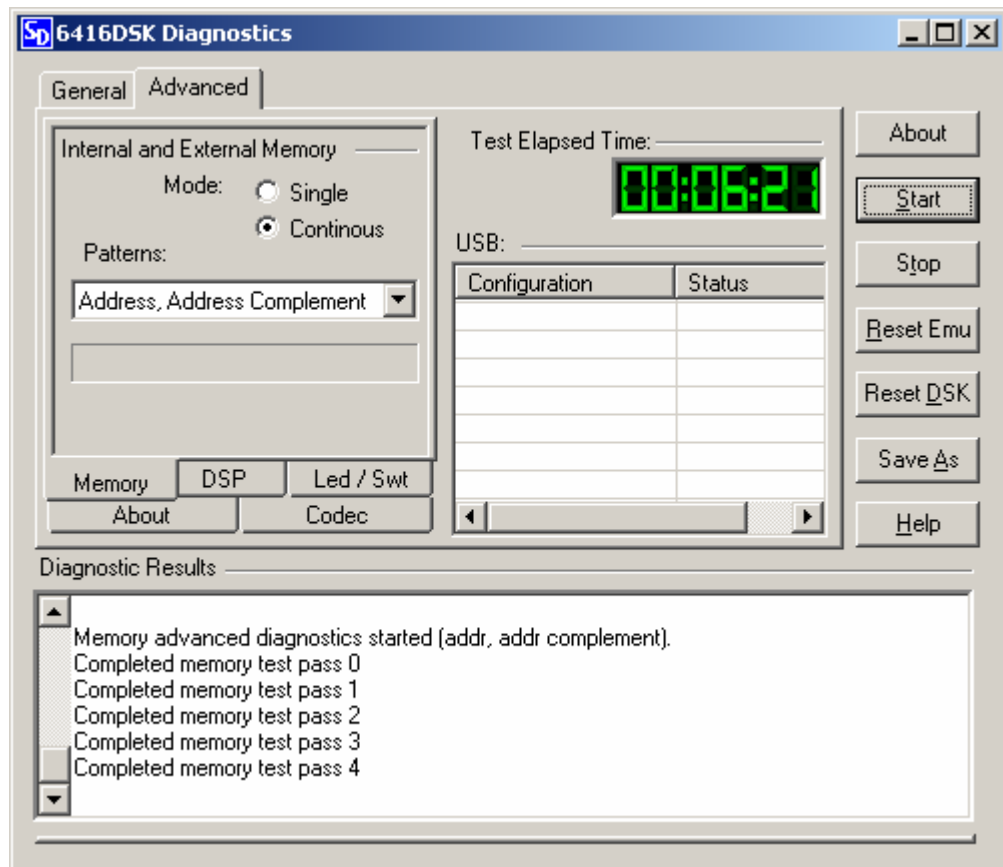 SD 6416DSK Diagnostics
General Advanced
Internal and External Memory
Mode: Single
Continous
Patterns:
Address, Address Complement
Memory DSP Led / Swt
About Codec
Test Elapsed Time:
00:06:21
USB:
Configuration Status
About
Start
Stop
Reset Emu
Reset DSK
Save As
Help
Diagnostic Results
Memory advanced diagnostics started (addr, addr complement).
Completed memory test pass 0
Completed memory test pass 1
Completed memory test pass 2
Completed memory test pass 3
Completed memory test pass 4